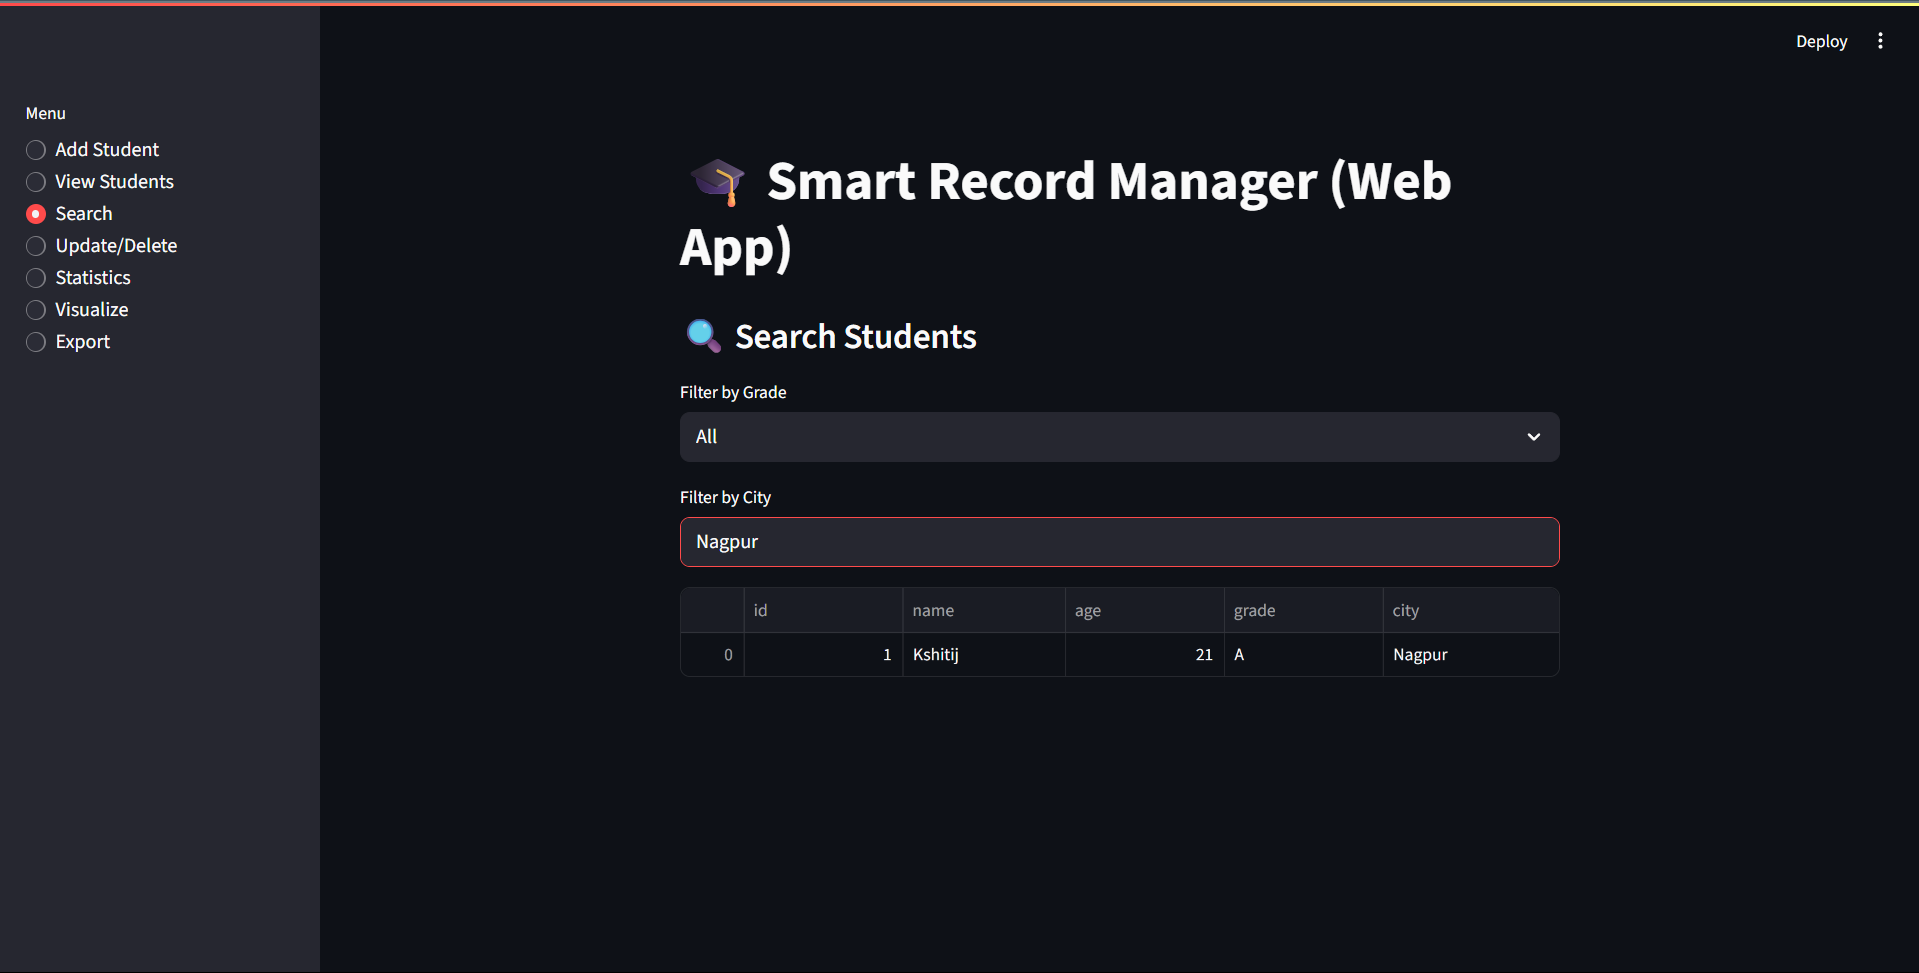 Deploy
Menu
Add Student
View Students
Search
Update/Delete
Statistics
Visualize
Export
Smart Record Manager (Web
App)
Search Students
Filter by Grade
All
Filter by City
Nagpur
id name age grade city
0 1 Kshitij 21 A Nagpur